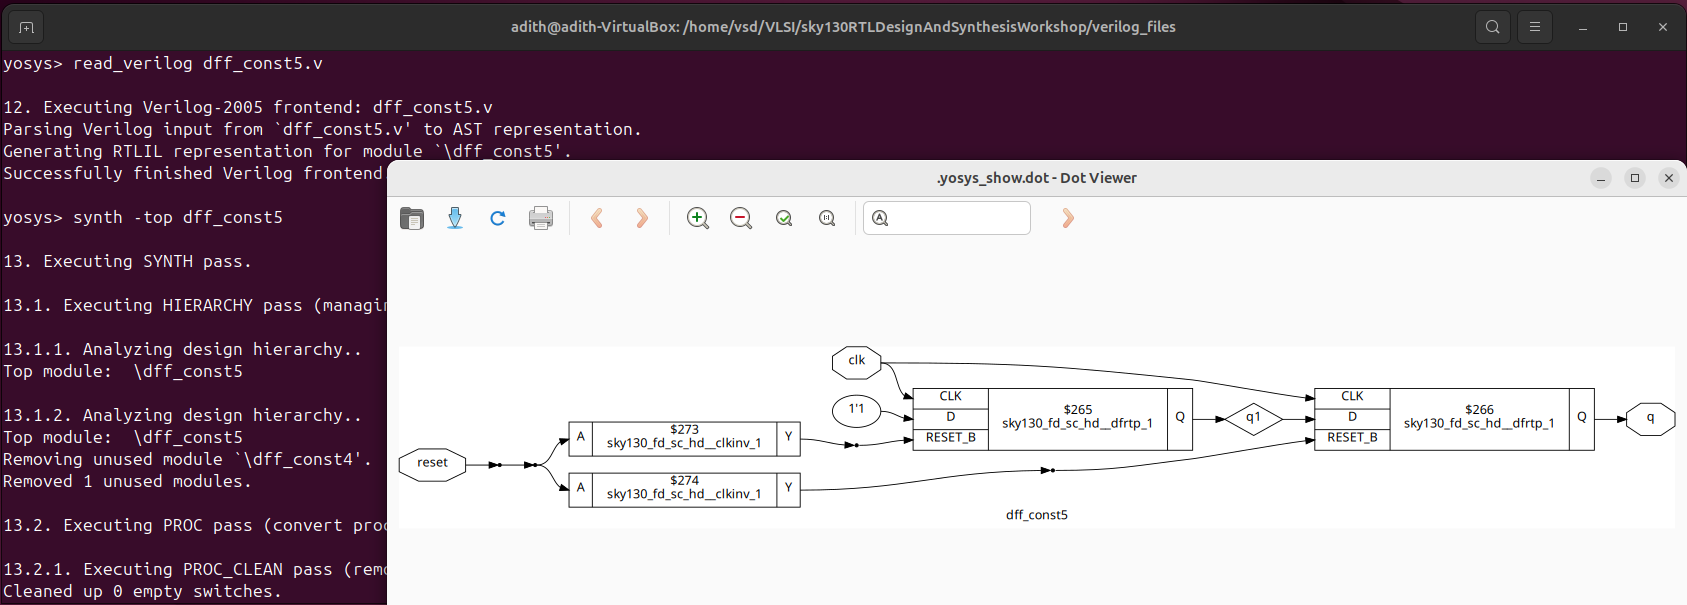 adith@adith-VirtualBox: /home/vsd/VLSI/sky130RTLDesignAndSynthesisWorkshop/verilog_files
yosys> read_verilog dff_const5.v
12. Executing Verilog-2005 frontend: dff_const5.v
Parsing Verilog input from `dff_const5.v' to AST representation.
Generating RTLIL representation for module `\dff_const5'.
Successfully finished Verilog frontend
yosys> synth -top dff_const5
13. Executing SYNTH pass.
13.1. Executing HIERARCHY pass (managin
13.1.1. Analyzing design hierarchy..
Top module:  \dff_const5
13.1.2. Analyzing design hierarchy..
Top module:  \dff_const5
Removing unused module `\dff_const4'.
Removed 1 unused modules.
13.2. Executing PROC pass (convert proc
13.2.1. Executing PROC_CLEAN pass (remo
Cleaned up 0 empty switches.
.yosys_show.dot - Dot Viewer
clk
1'1
CLK
D
RESET_B
$265
sky130_fd_sc_hd__dfrtp_1
Q
q1
CLK
D
RESET_B
$266
sky130_fd_sc_hd__dfrtp_1
Q
q
reset
A
$273
sky130_fd_sc_hd__clkinv_1
Y
A
$274
sky130_fd_sc_hd__clkinv_1
Y
dff_const5